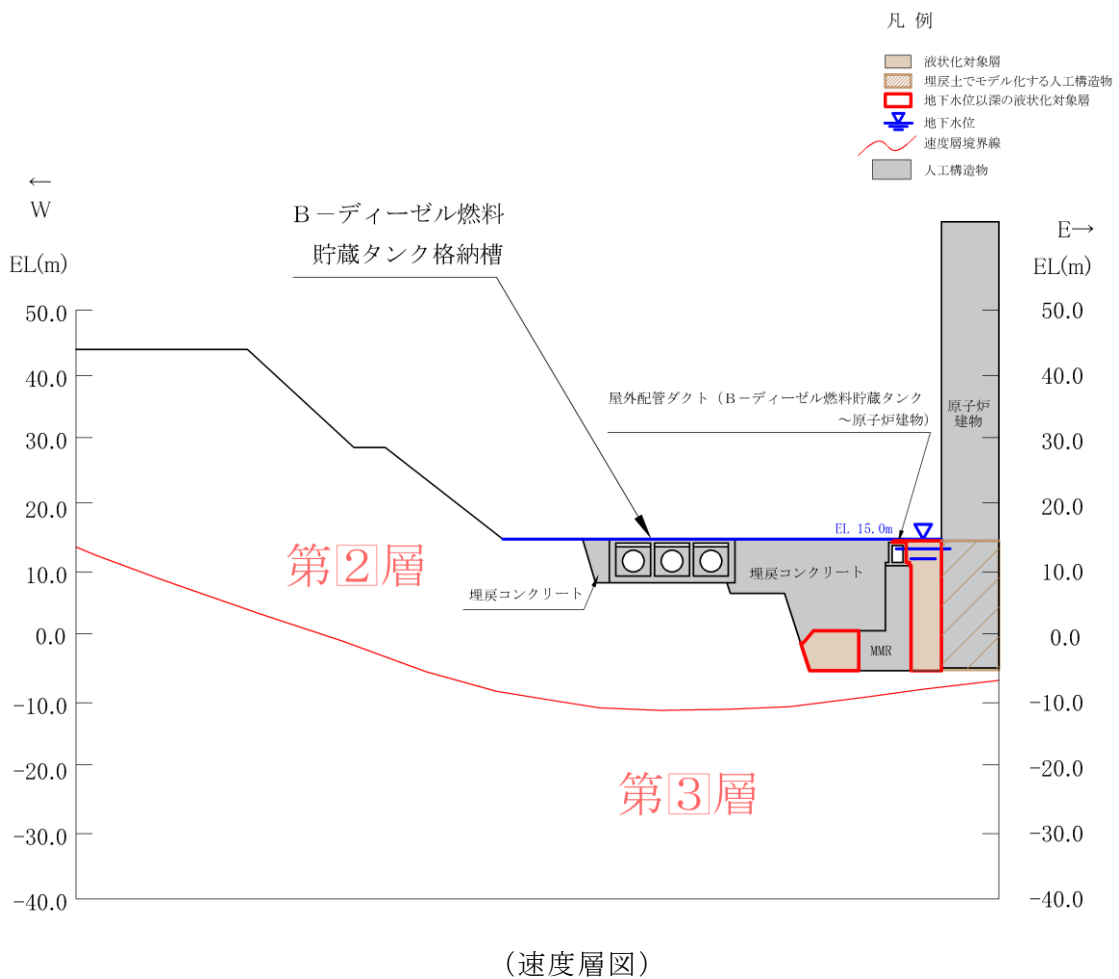 凡 例
液状化対象層
埋戻土でモデル化する人工構造物
地下水位以深の液状化対象層
地下水位
速度層境界線
人工構造物
←
W
E→
EL(m)
EL(m)
B－ディーゼル燃料
貯蔵タンク格納槽
屋外配管ダクト（B－ディーゼル燃料貯蔵タンク
～原子炉建物）
原子炉
建物
EL 15.0m
埋戻コンクリート
埋戻コンクリート
MMR
第2層
第3層
50.0
40.0
30.0
20.0
10.0
0.0
-10.0
-20.0
-30.0
-40.0
50.0
40.0
30.0
20.0
10.0
0.0
-10.0
-20.0
-30.0
-40.0
(速度層図)